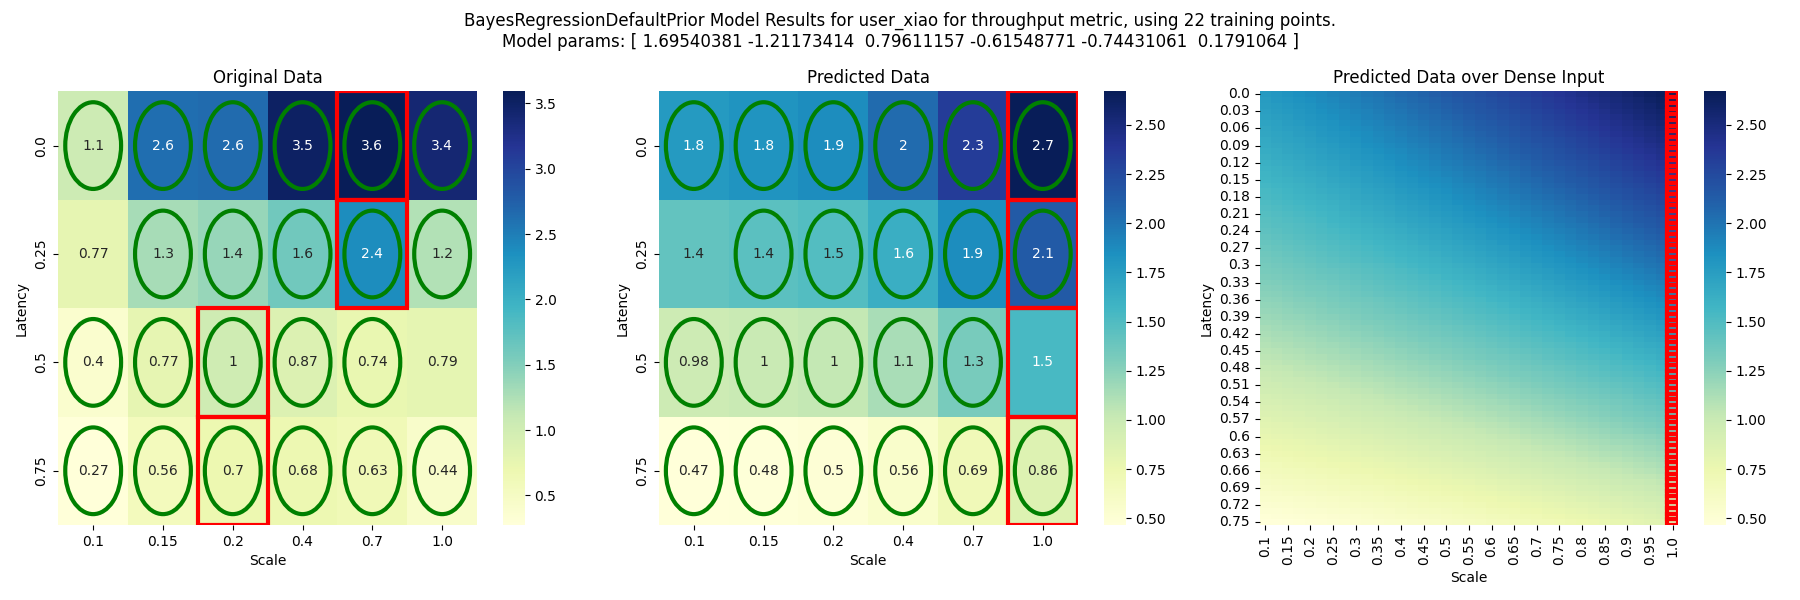 BayesRegressionDefaultPrior Model Results for user_xiao for throughput metric, using 22 training points.
Model params: [ 1.69540381 -1.21173414  0.79611157 -0.61548771 -0.74431061  0.1791064 ]
Original Data
Latency
0.0 1.1 2.6 2.6 3.5 3.6 3.4
0.25 0.77 1.3 1.4 1.6 2.4 1.2
0.5 0.4 0.77 1 0.87 0.74 0.79
0.75 0.27 0.56 0.7 0.68 0.63 0.44
0.1 0.15 0.2 0.4 0.7 1.0
Scale
3.5
3.0
2.5
2.0
1.5
1.0
0.5
Predicted Data
Latency
0.0 1.8 1.8 1.9 2 2.3 2.7
0.25 1.4 1.4 1.5 1.6 1.9 2.1
0.5 0.98 1 1 1.1 1.3 1.5
0.75 0.47 0.48 0.5 0.56 0.69 0.86
0.1 0.15 0.2 0.4 0.7 1.0
Scale
2.50
2.25
2.00
1.75
1.50
1.25
1.00
0.75
0.50
Predicted Data over Dense Input
Latency
0.0
0.03
0.06
0.09
0.12
0.15
0.18
0.21
0.24
0.27
0.3
0.33
0.36
0.39
0.42
0.45
0.48
0.51
0.54
0.57
0.6
0.63
0.66
0.69
0.72
0.75
0.1 0.15 0.2 0.25 0.3 0.35 0.4 0.45 0.5 0.55 0.6 0.65 0.7 0.75 0.8 0.85 0.9 0.95 1.0
Scale
2.50
2.25
2.00
1.75
1.50
1.25
1.00
0.75
0.50